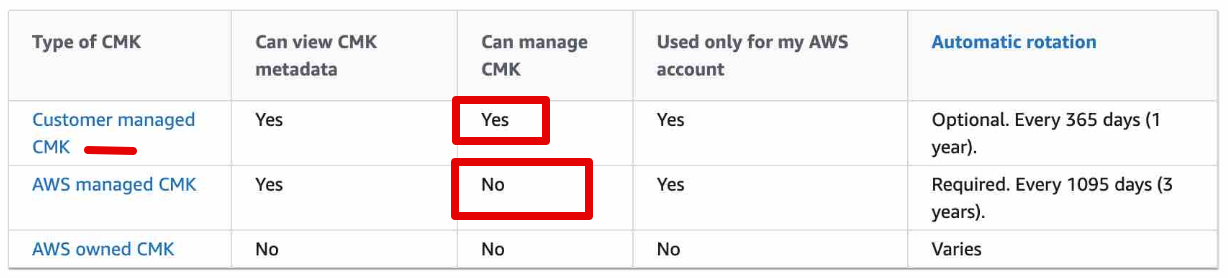 Type of CMK
Can view CMK
metadata
Can manage
CMK
Used only for my AWS
account
Automatic rotation
Customer managed
CMK
Yes
Yes
Yes
Optional. Every 365 days (1
year).
AWS managed CMK
Yes
No
Yes
Required. Every 1095 days (3
years).
AWS owned CMK
No
No
No
Varies